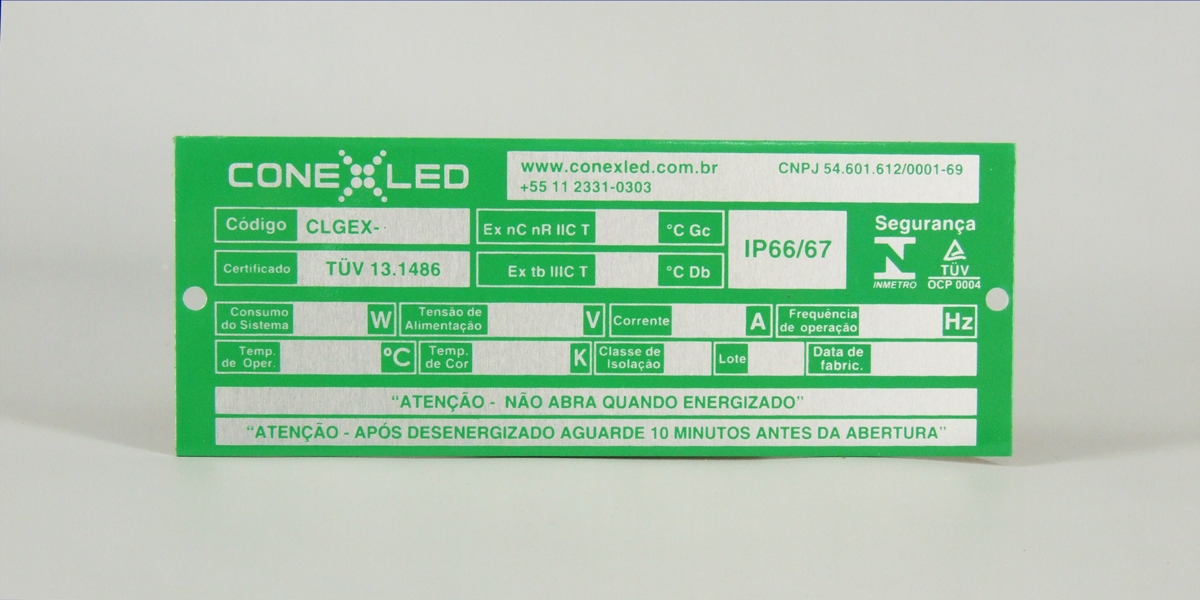 CONEXLED
www.conexled.com.br
CNPJ 54.601.612/0001-69
+55 11 2331-0303
Código CLGEX-
Ex nC nR IIC T °C Gc
IP66/67
Segurança
Certificado TÜV 13.1486
Ex tb IIIC T °C Db
INMETRO
TÜV
OCP 0004
Consumo
do Sistema W
Tensão de
Alimentação V
Corrente A
Frequência
de operação Hz
Temp.
de Oper. ºC
Temp.
de Cor K
Classe de
Isolação
Lote
Data de
fabric.
“ATENÇÃO - NÃO ABRA QUANDO ENERGIZADO”
“ATENÇÃO - APÓS DESENERGIZADO AGUARDE 10 MINUTOS ANTES DA ABERTURA”